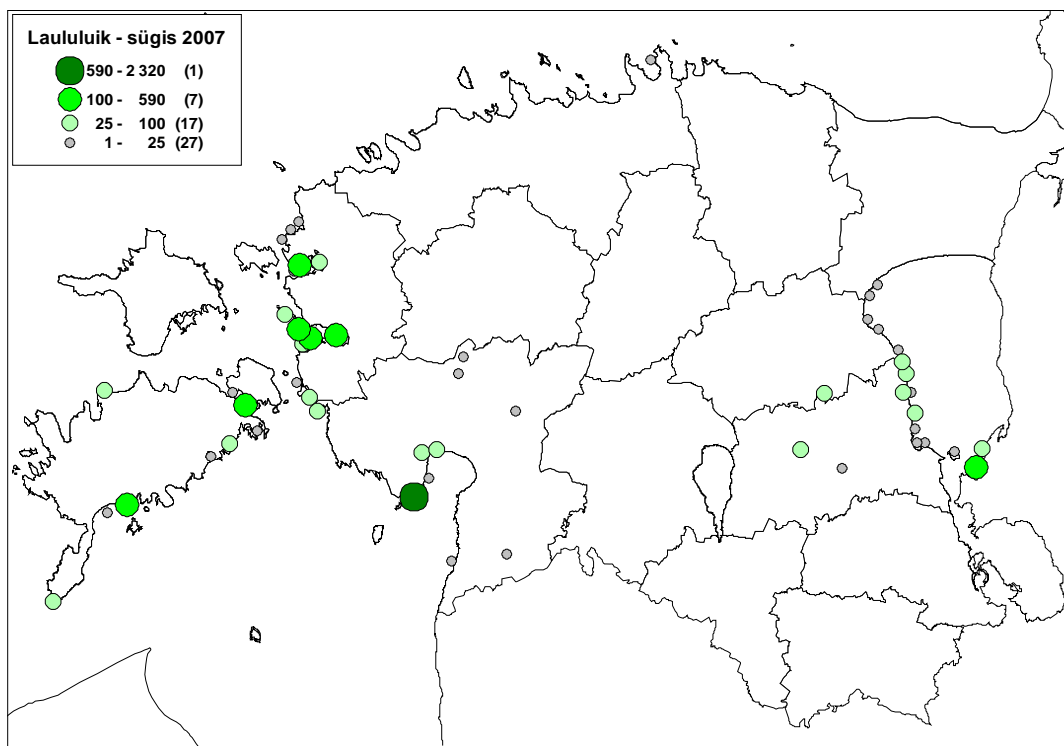 Laululuik - sügis 2007
590 - 2 320 (1)
100 - 590 (7)
25 - 100 (17)
1 - 25 (27)